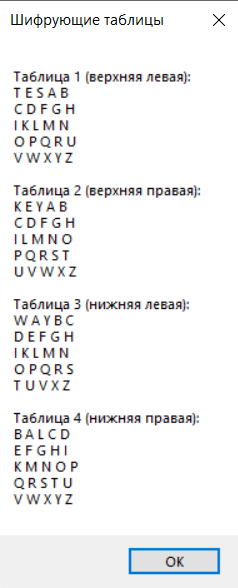 Шифрующие таблицы
Таблица 1 (верхняя левая):
T E S A B
C D F G H
I K L M N
O P Q R U
V W X Y Z
Таблица 2 (верхняя правая):
K E Y A B
C D F G H
I L M N O
P Q R S T
U V W X Z
Таблица 3 (нижняя левая):
W A Y B C
D E F G H
I K L M N
O P Q R S
T U V X Z
Таблица 4 (нижняя правая):
B A L C D
E F G H I
K M N O P
Q R S T U
V W X Y Z
OK